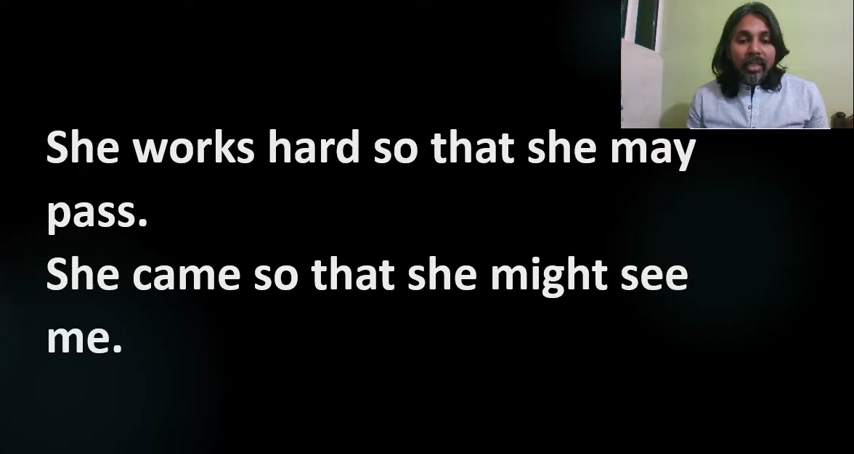 She works hard so that she may
pass.
She came so that she might see
me.